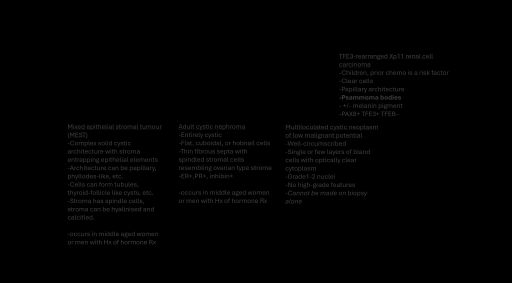 TFE3-rearranged Xp11 renal cell
carcinoma
-Children, prior chemo is a risk factor
-Clear cells
-Papillary architecture
-Psammoma bodies
- +/- melanin pigment
-PAX8+ TFE3+ TFEB-
Mixed epithelial stromal tumour
(MEST)
-Complex solid cystic
architecture with stroma
entrapping epithelial elements
-Architecture can be papillary,
phyllodes-like, etc.
-Cells can form tubules,
thyroid-follicle like cysts, etc.
-Stroma has spindle cells,
stroma can be hyalinised and
calcified.
-occurs in middle aged women
or men with Hx of hormone Rx
Adult cystic nephroma
-Entirely cystic
-Flat, cuboidal, or hobnail cells
-Thin fibrous septa with
spindled stromal cells
resembling ovarian type stroma
-ER+,PR+, inhibin+
-occurs in middle aged women
or men with Hx of hormone Rx
Multiloculated cystic neoplasm
of low malignant potential
-Well-circumscribed
-Single or few layers of bland
cells with optically clear
cytoplasm
-Grade1-2 nuclei
-No high-grade features
-Cannot be made on biopsy
alone